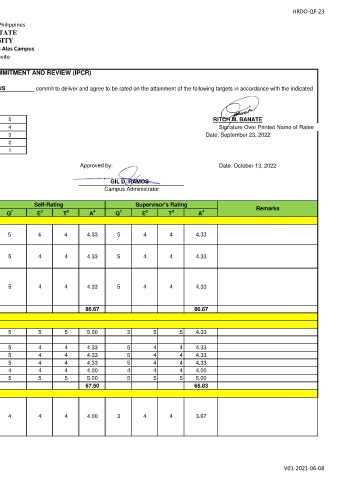 HRDO-QF-23
Philippines
TATE
SITY
s Alas Campus
vite
MMITMENT AND REVIEW (IPCR)
US commit to deliver and agree to be rated on the attainment of the following targets in accordance with the indicated
5
4
3
2
1
RITCH M. BANATE
Signature Over Printed Name of Ratee
Date: September 23, 2022
Approved by:
Date: October 13, 2022
GIL D. RAMOS
Campus Administrator
Self-Rating Supervisor's Rating Remarks
Q1 E2 T3 A4 Q1 E2 T3 A4
5 4 4 4.33 5 4 4 4.33
5 4 4 4.33 5 4 4 4.33
5 4 4 4.33 5 4 4 4.33
86.67 86.67
5 5 5 5.00 3 5 5 4.33
5 4 4 4.33 5 4 4 4.33
5 4 4 4.33 5 4 4 4.33
5 4 4 4.33 5 4 4 4.33
4 4 4 4.00 4 4 4 4.00
5 5 5 5.00 5 5 5 5.00
67.50 65.83
4 4 4 4.00 3 4 4 3.67
V01-2021-06-08